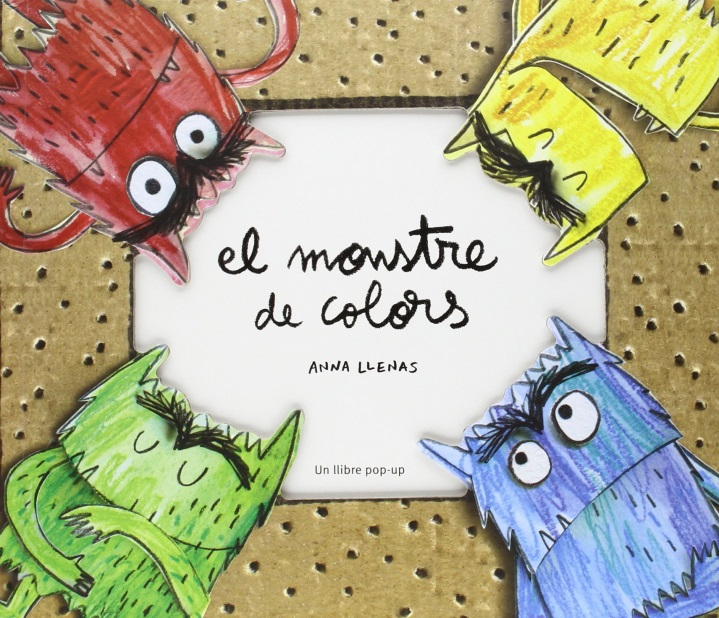 el monstre
de colors
ANNA LLENAS
Un llibre pop-up